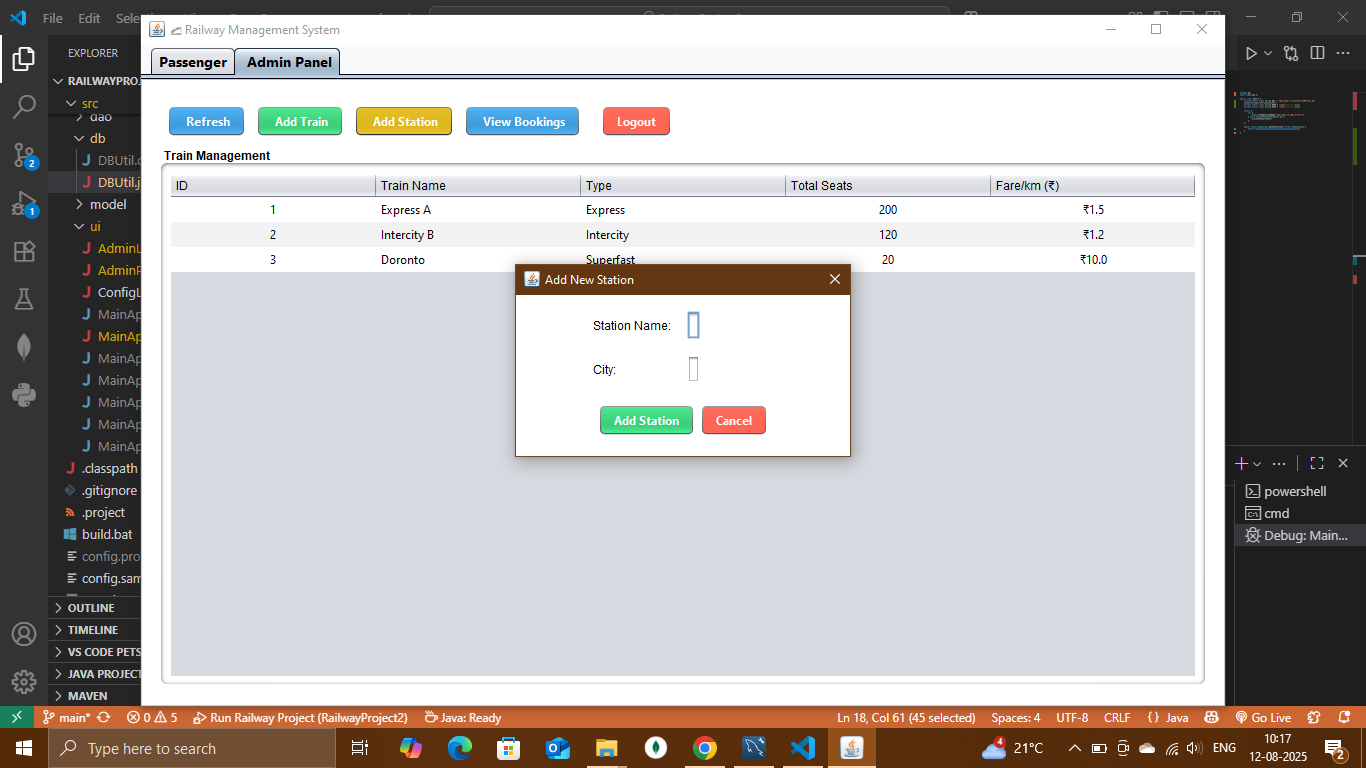 File Edit Sele
Railway Management System
EXPLORER
Passenger Admin Panel
RAILWAYPRO
src
dao
db
DBUtil.c
DBUtil.j
model
ui
AdminL
AdminP
ConfigL
MainAp
MainAp
MainAp
MainAp
MainAp
MainAp
MainAp
.classpath
.gitignore
.project
build.bat
config.pro
config.sam
OUTLINE
TIMELINE
VS CODE PETS
JAVA PROJECT
MAVEN
2
1
Refresh Add Train Add Station View Bookings Logout
Train Management
ID Train Name Type Total Seats Fare/km (₹)
1 Express A Express 200 ₹1.5
2 Intercity B Intercity 120 ₹1.2
3 Doronto Superfast 20 ₹10.0
Add New Station
Station Name:
City:
Add Station Cancel
powershell
cmd
Debug: Main...
main* 0 5 Run Railway Project (RailwayProject2) Java: Ready Ln 18, Col 61 (45 selected) Spaces: 4 UTF-8 CRLF {} Java Go Live
Type here to search 4 21°C ENG 10:17
12-08-2025 2